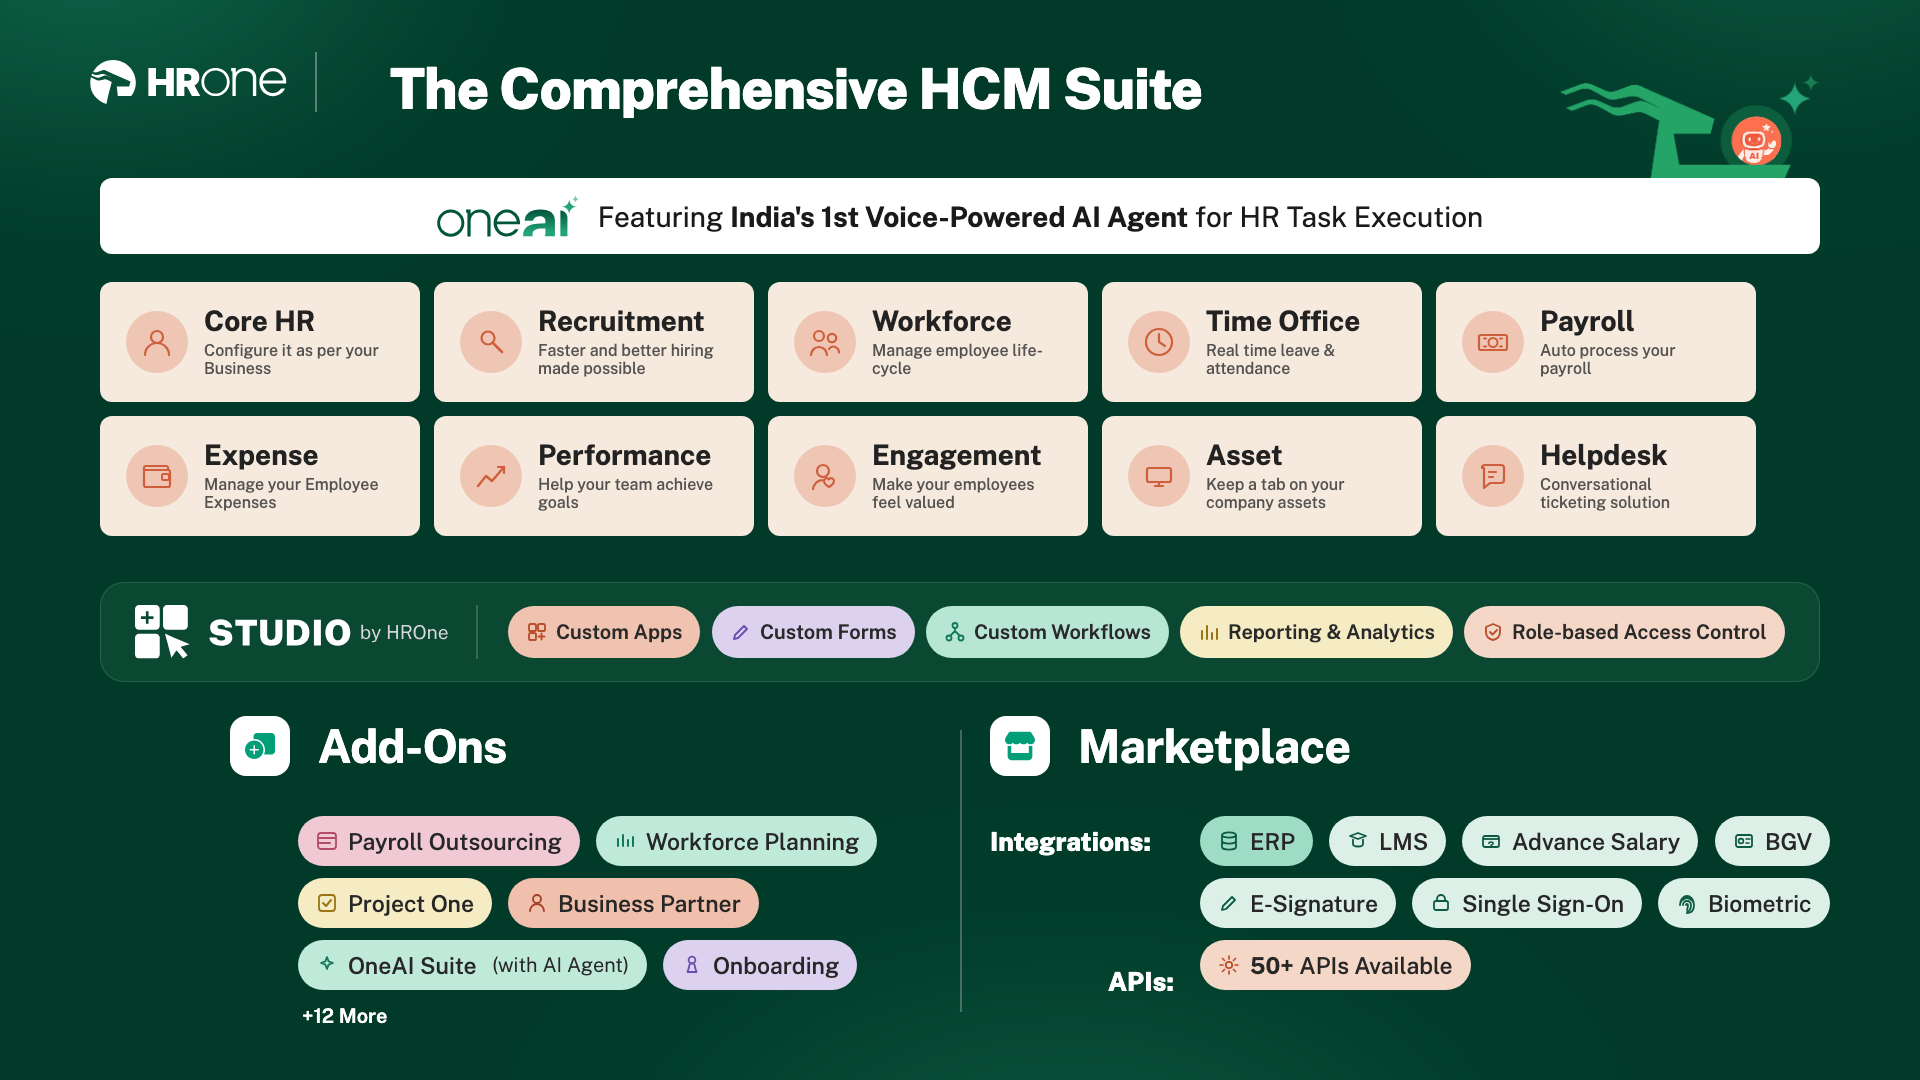 HRone
The Comprehensive HCM Suite
AI
oneai Featuring India's 1st Voice-Powered AI Agent for HR Task Execution
Core HR
Configure it as per your
Business
Recruitment
Faster and better hiring
made possible
Workforce
Manage employee life-
cycle
Time Office
Real time leave &
attendance
Payroll
Auto process your
payroll
Expense
Manage your Employee
Expenses
Performance
Help your team achieve
goals
Engagement
Make your employees
feel valued
Asset
Keep a tab on your
company assets
Helpdesk
Conversational
ticketing solution
STUDIO by HROne
Custom Apps
Custom Forms
Custom Workflows
Reporting & Analytics
Role-based Access Control
Add-Ons
Payroll Outsourcing
Workforce Planning
Project One
Business Partner
OneAI Suite (with AI Agent)
Onboarding
+12 More
Marketplace
Integrations:
ERP
LMS
Advance Salary
BGV
E-Signature
Single Sign-On
Biometric
APIs:
50+ APIs Available